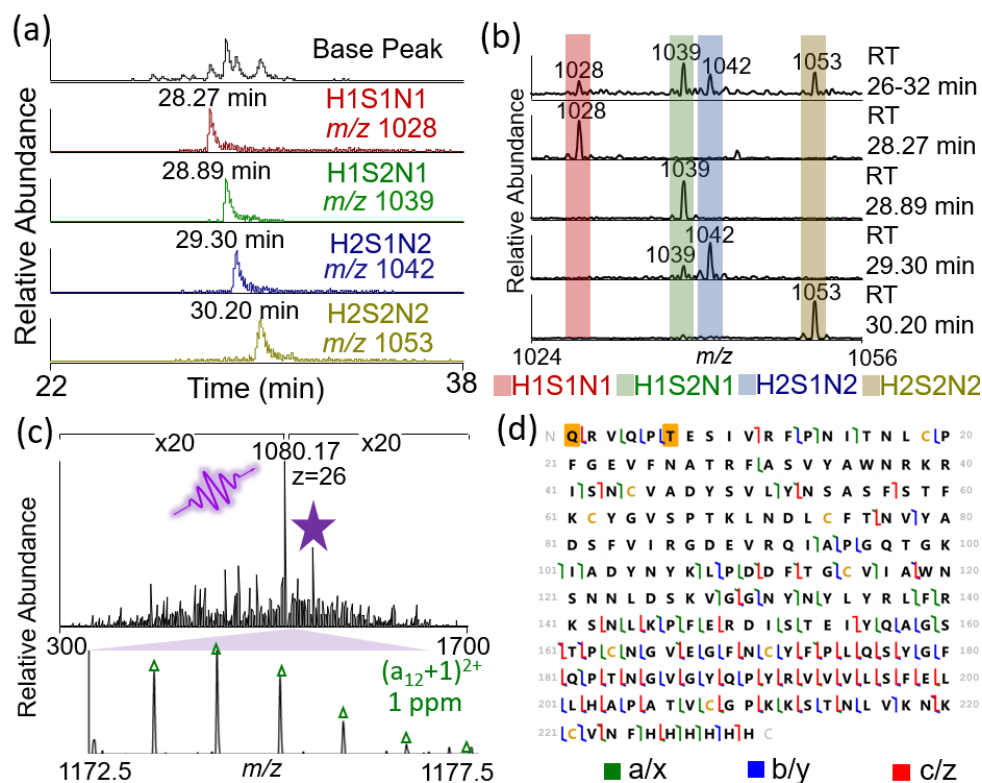 (a)
Base Peak
28.27 min
H1S1N1
m/z 1028
28.89 min
H1S2N1
m/z 1039
29.30 min
H2S1N2
m/z 1042
30.20 min
H2S2N2
m/z 1053
Relative Abundance
22 Time (min) 38
(b)
1028 1039 1042 1053
RT
26-32 min
1028
RT
28.27 min
1039
RT
28.89 min
1039 1042
RT
29.30 min
1053
RT
30.20 min
Relative Abundance
1024 m/z 1056
H1S1N1 H1S2N1 H2S1N2 H2S2N2
(c)
x20 x20
1080.17
z=26
Relative Abundance
300 1700
(a12+1)2+
1 ppm
1172.5 m/z 1177.5
(d)
N Q R V Q P T E S I V R F P N I T N L C P 20
21 F G E V F N A T R F A S V Y A W N R K R 40
41 I S N C V A D Y S V L Y N S A S F S T F 60
61 K C Y G V S P T K L N D L C F T N V Y A 80
81 D S F V I R G D E V R Q I A P G Q T G K 100
101 I A D Y N Y K L P D D F T G C V I A W N 120
121 S N N L D S K V G G N Y N Y L Y R L F R 140
141 K S N L K P F E R D I S T E I Y Q A G S 160
161 T P C N G V E G F N C Y F P L Q S Y G F 180
181 Q P T N G V G Y Q P Y R V V V L S F E L 200
201 L H A P A T V C G P K K S T N L V K N K 220
221 C V N F H H H H H H C
a/x b/y c/z